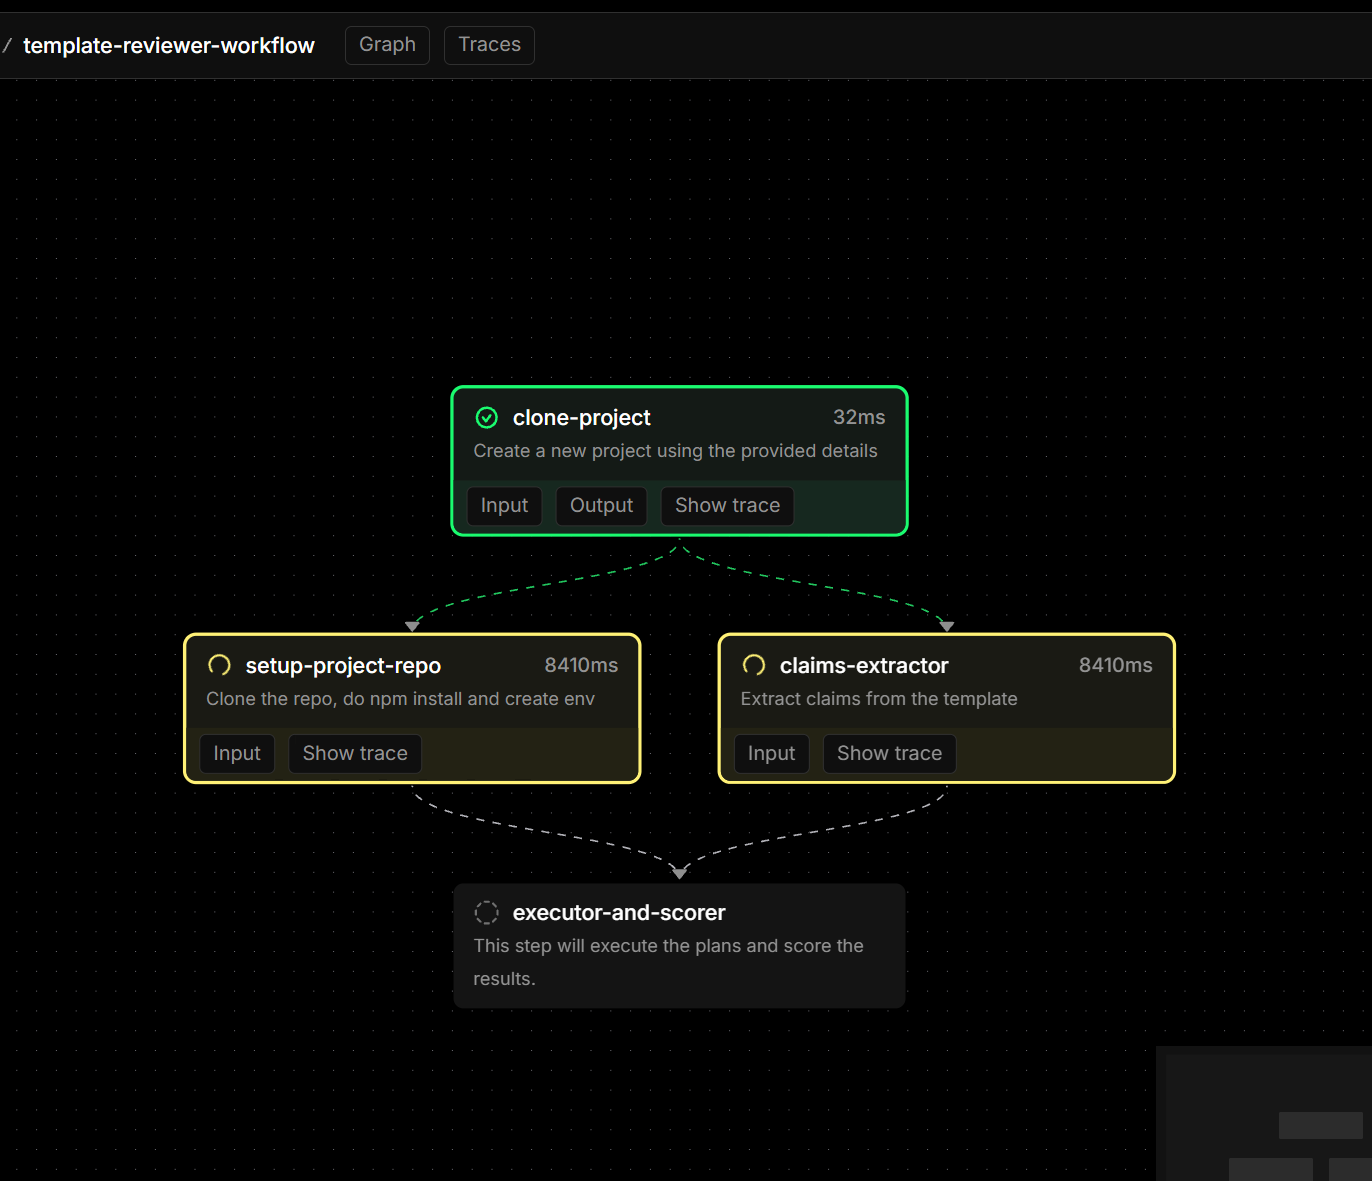 / template-reviewer-workflow Graph Traces
clone-project 32ms
Create a new project using the provided details
Input Output Show trace
setup-project-repo 8410ms
Clone the repo, do npm install and create env
Input Show trace
claims-extractor 8410ms
Extract claims from the template
Input Show trace
executor-and-scorer
This step will execute the plans and score the
results.